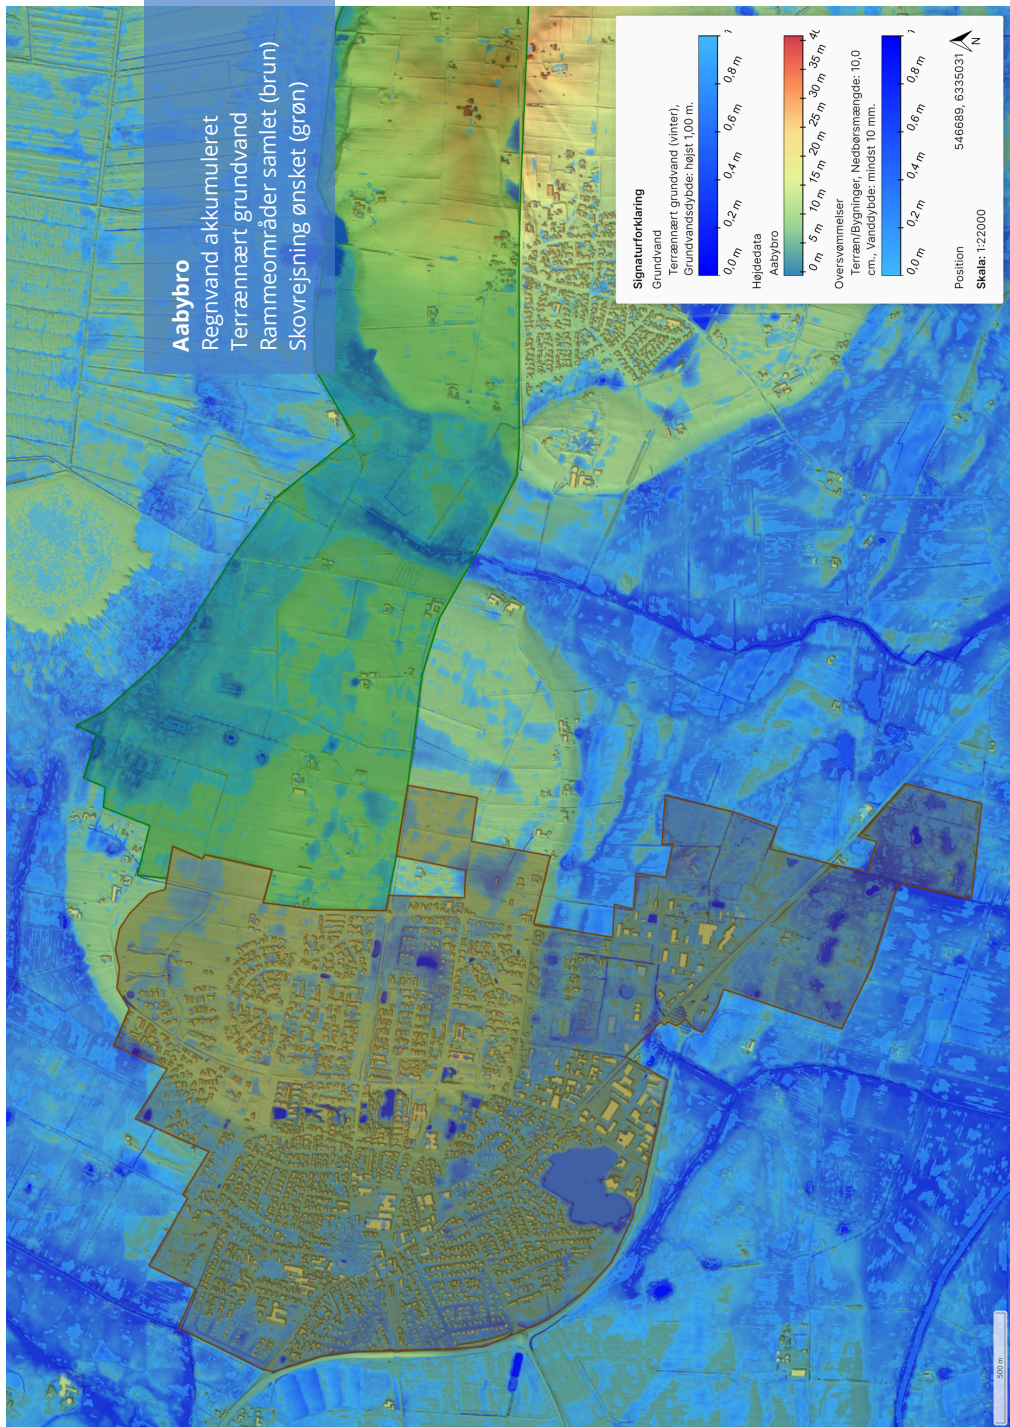 Aabybro
Regnvand akkumuleret
Terrænnært grundvand
Rammeområder samlet (brun)
Skovrejsning ønsket (grøn)
Signaturforklaring
Grundvand
Terrænnært grundvand (vinter),
Grundvandsdybde: højst 1,00 m.
0,0 m
0,2 m
0,4 m
0,6 m
0,8 m
Højdedata
Aabybro
0 m
5 m
10 m
15 m
20 m
25 m
30 m
35 m
Oversvømmelser
Terræn/Bygninger, Nedbørsmængde: 10,0
cm., Vanddybde: mindst 10 mm.
0,0 m
0,2 m
0,4 m
0,6 m
0,8 m
Position 546689, 6335031
Skala: 1:22000
N
500 m